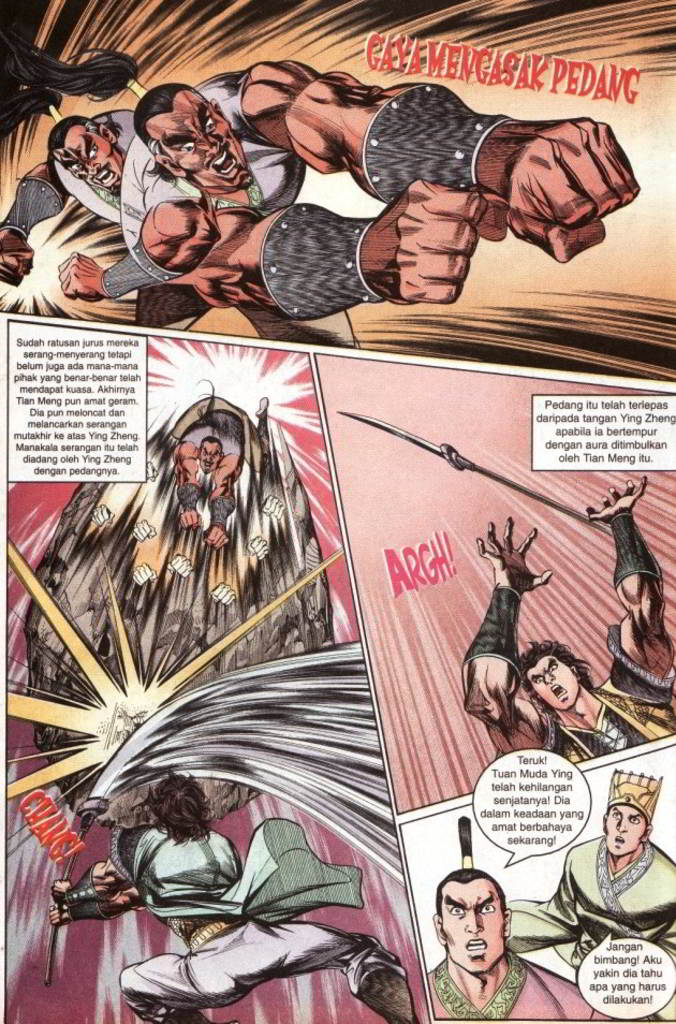 GAYA MENGASAK PEDANG
Sudah ratusan jurus mereka
serang-menyerang tetapi
belum juga ada mana-mana
pihak yang benar-benar telah
mendapat kuasa. Akhirnya
Tian Meng pun amat geram.
Dia pun meloncat dan
melancarkan serangan
mutakhir ke atas Ying Zheng.
Manakala serangan itu telah
diadang oleh Ying Zheng
dengan pedangnya.
Pedang itu telah terlepas
daripada tangan Ying Zheng
apabila ia bertempur
dengan aura ditimbulkan
oleh Tian Meng itu.
ARGH!
CHANG!
Teruk!
Tuan Muda Ying
telah kehilangan
senjatanya! Dia
dalam keadaan yang
amat berbahaya
sekarang!
Jangan
bimbang! Aku
yakin dia tahu
apa yang harus
dilakukan!